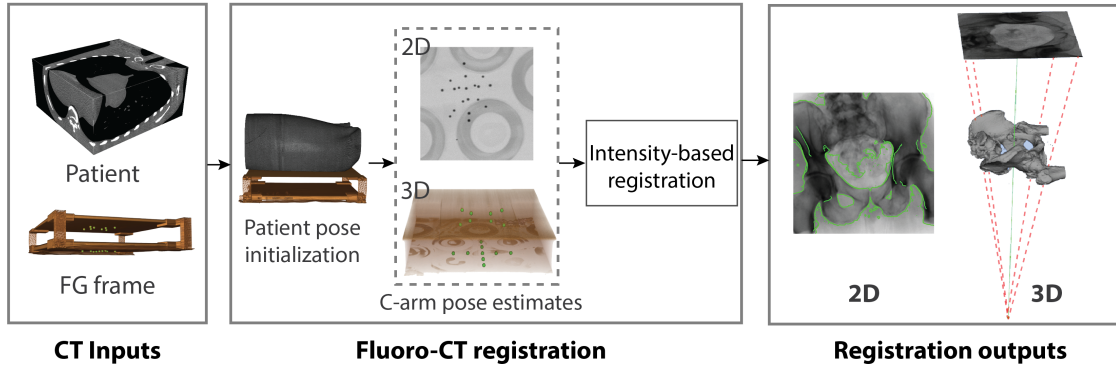 Patient
FG frame
CT Inputs
Patient pose
initialization
2D
3D
C-arm pose estimates
Intensity-based
registration
Fluoro-CT registration
2D
3D
Registration outputs